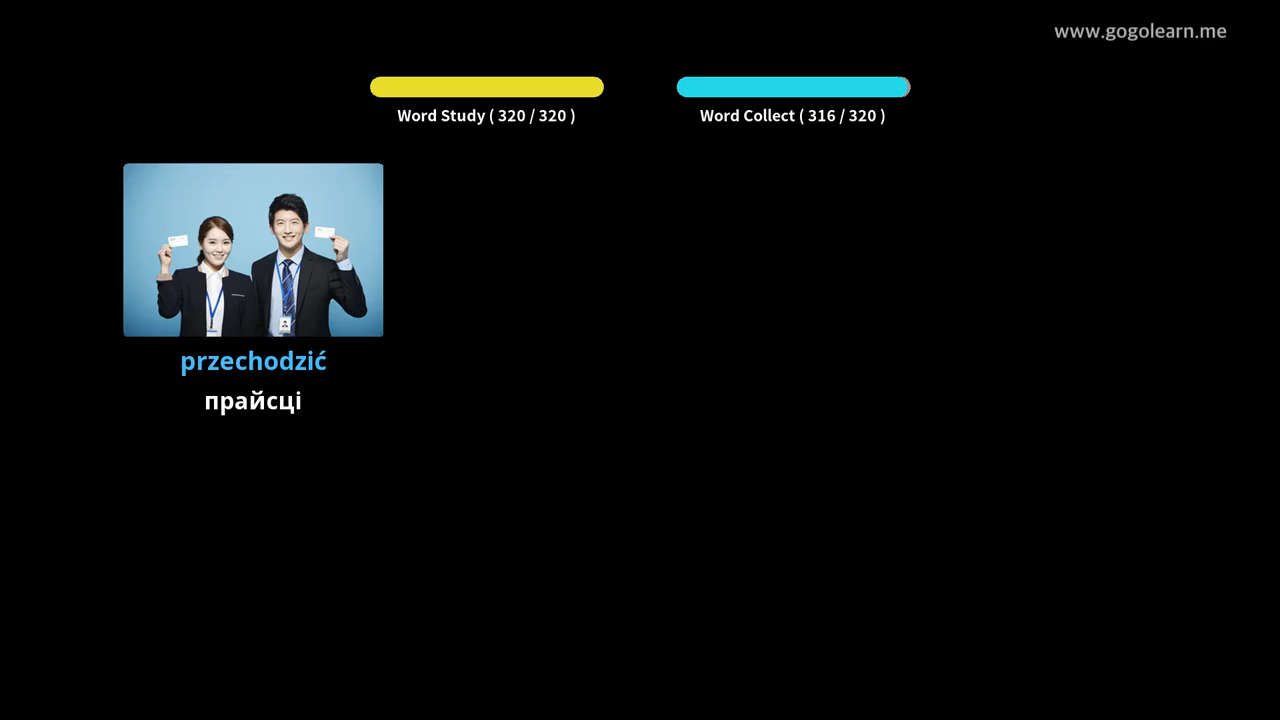 www.gogolearn.me
Word Study ( 320 / 320 )
Word Collect ( 316 / 320 )
przechodzić
прайсці